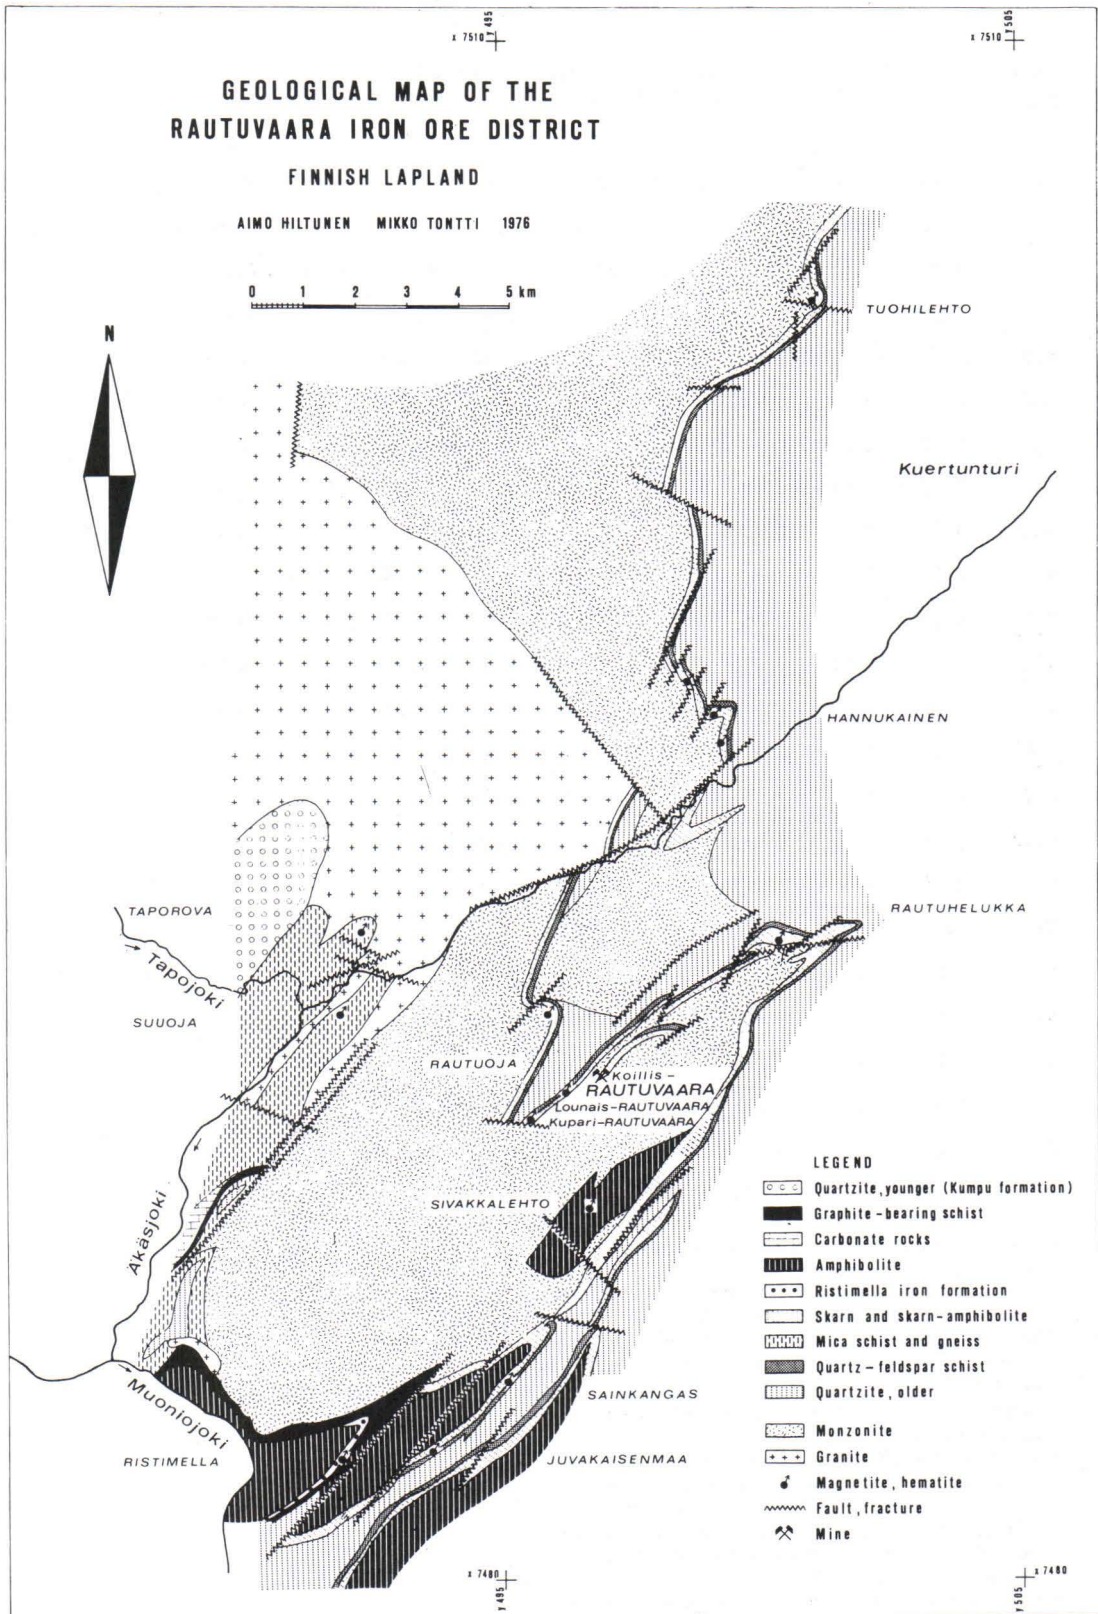 y 495
x 7510
y 505
x 7510
GEOLOGICAL MAP OF THE
RAUTUVAARA IRON ORE DISTRICT
FINNISH LAPLAND
AIMO HILTUNEN MIKKO TONTTI 1976
0 1 2 3 4 5 km
N
TUOHILEHTO
Kuertunturi
HANNUKAINEN
TAPOROVA
RAUTUHELUKKA
Tapojoki
SUUOJA
RAUTUOJA
Koillis-
RAUTUVAARA
Lounais-RAUTUVAARA
Kupari-RAUTUVAARA
SIVAKKALEHTO
Äkäsjoki
Muoniojoki
SAINKANGAS
RISTIMELLA
JUVAKAISENMAA
LEGEND
Quartzite, younger (Kumpu formation)
Graphite-bearing schist
Carbonate rocks
Amphibolite
Ristimella iron formation
Skarn and skarn-amphibolite
Mica schist and gneiss
Quartz-feldspar schist
Quartzite, older
Monzonite
Granite
Magnetite, hematite
Fault, fracture
Mine
x 7480
y 495
x 7480
y 505